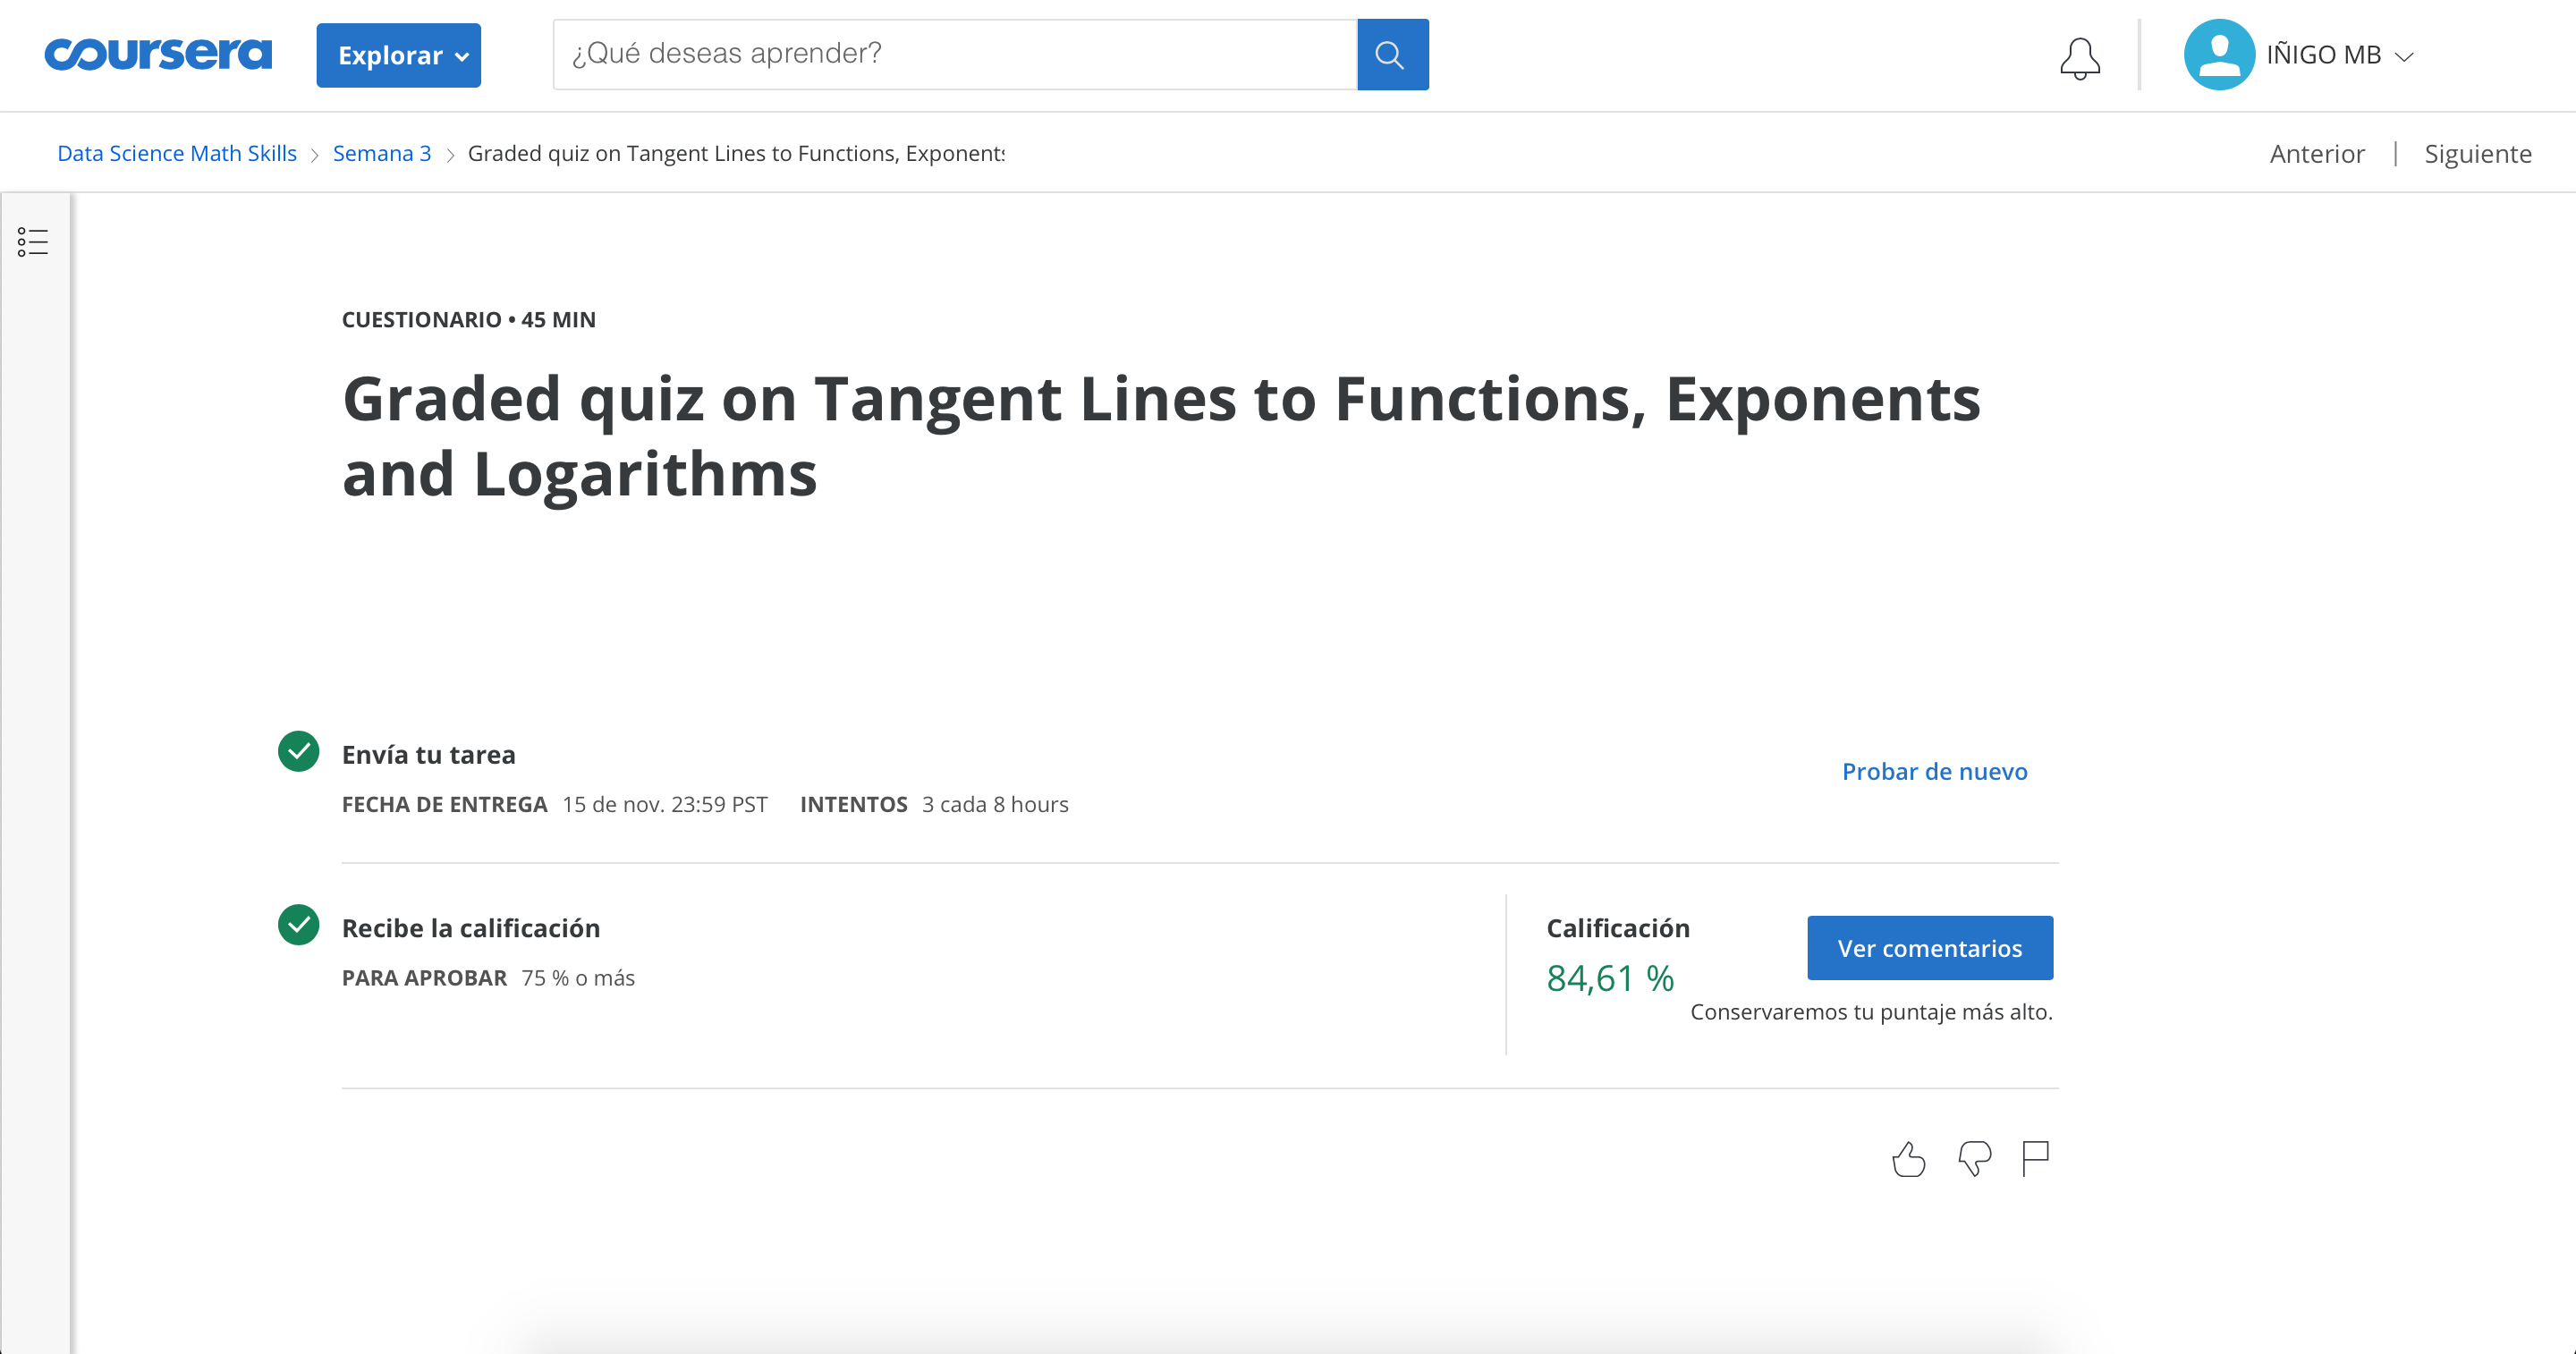 coursera Explorar ¿Qué deseas aprender? IÑIGO MB
Data Science Math Skills > Semana 3 > Graded quiz on Tangent Lines to Functions, Exponents Anterior | Siguiente
CUESTIONARIO • 45 MIN
Graded quiz on Tangent Lines to Functions, Exponents
and Logarithms
Envía tu tarea
Probar de nuevo
FECHA DE ENTREGA 15 de nov. 23:59 PST INTENTOS 3 cada 8 hours
Recibe la calificación
PARA APROBAR 75 % o más
Calificación
84,61 %
Ver comentarios
Conservaremos tu puntaje más alto.